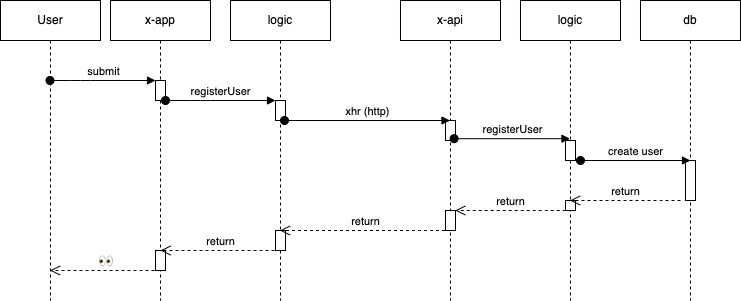 User
x-app
logic
x-api
logic
db
submit
registerUser
xhr (http)
registerUser
create user
return
return
return
return
👀